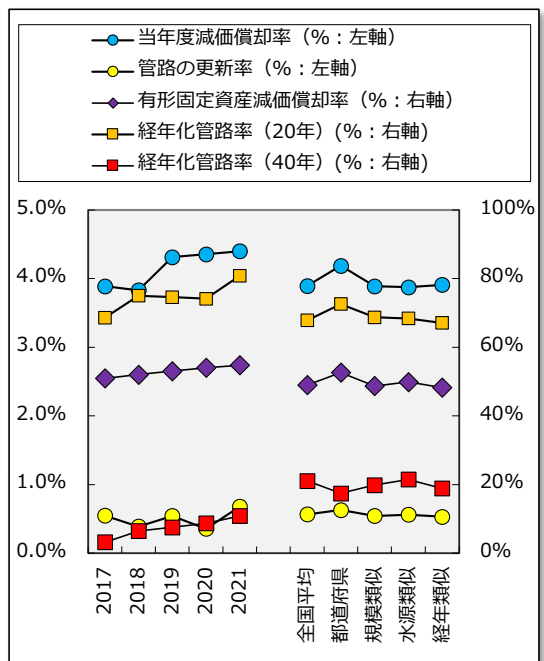 当年度減価償却率（%：左軸）
管路の更新率（%：左軸）
有形固定資産減価償却率（%：右軸）
経年化管路率（20年）(%：右軸)
経年化管路率（40年）(%：右軸)
5.0%
4.0%
3.0%
2.0%
1.0%
0.0%
100%
80%
60%
40%
20%
0%
2017
2018
2019
2020
2021
全国平均
都道府県
規模類似
水源類似
経年類似